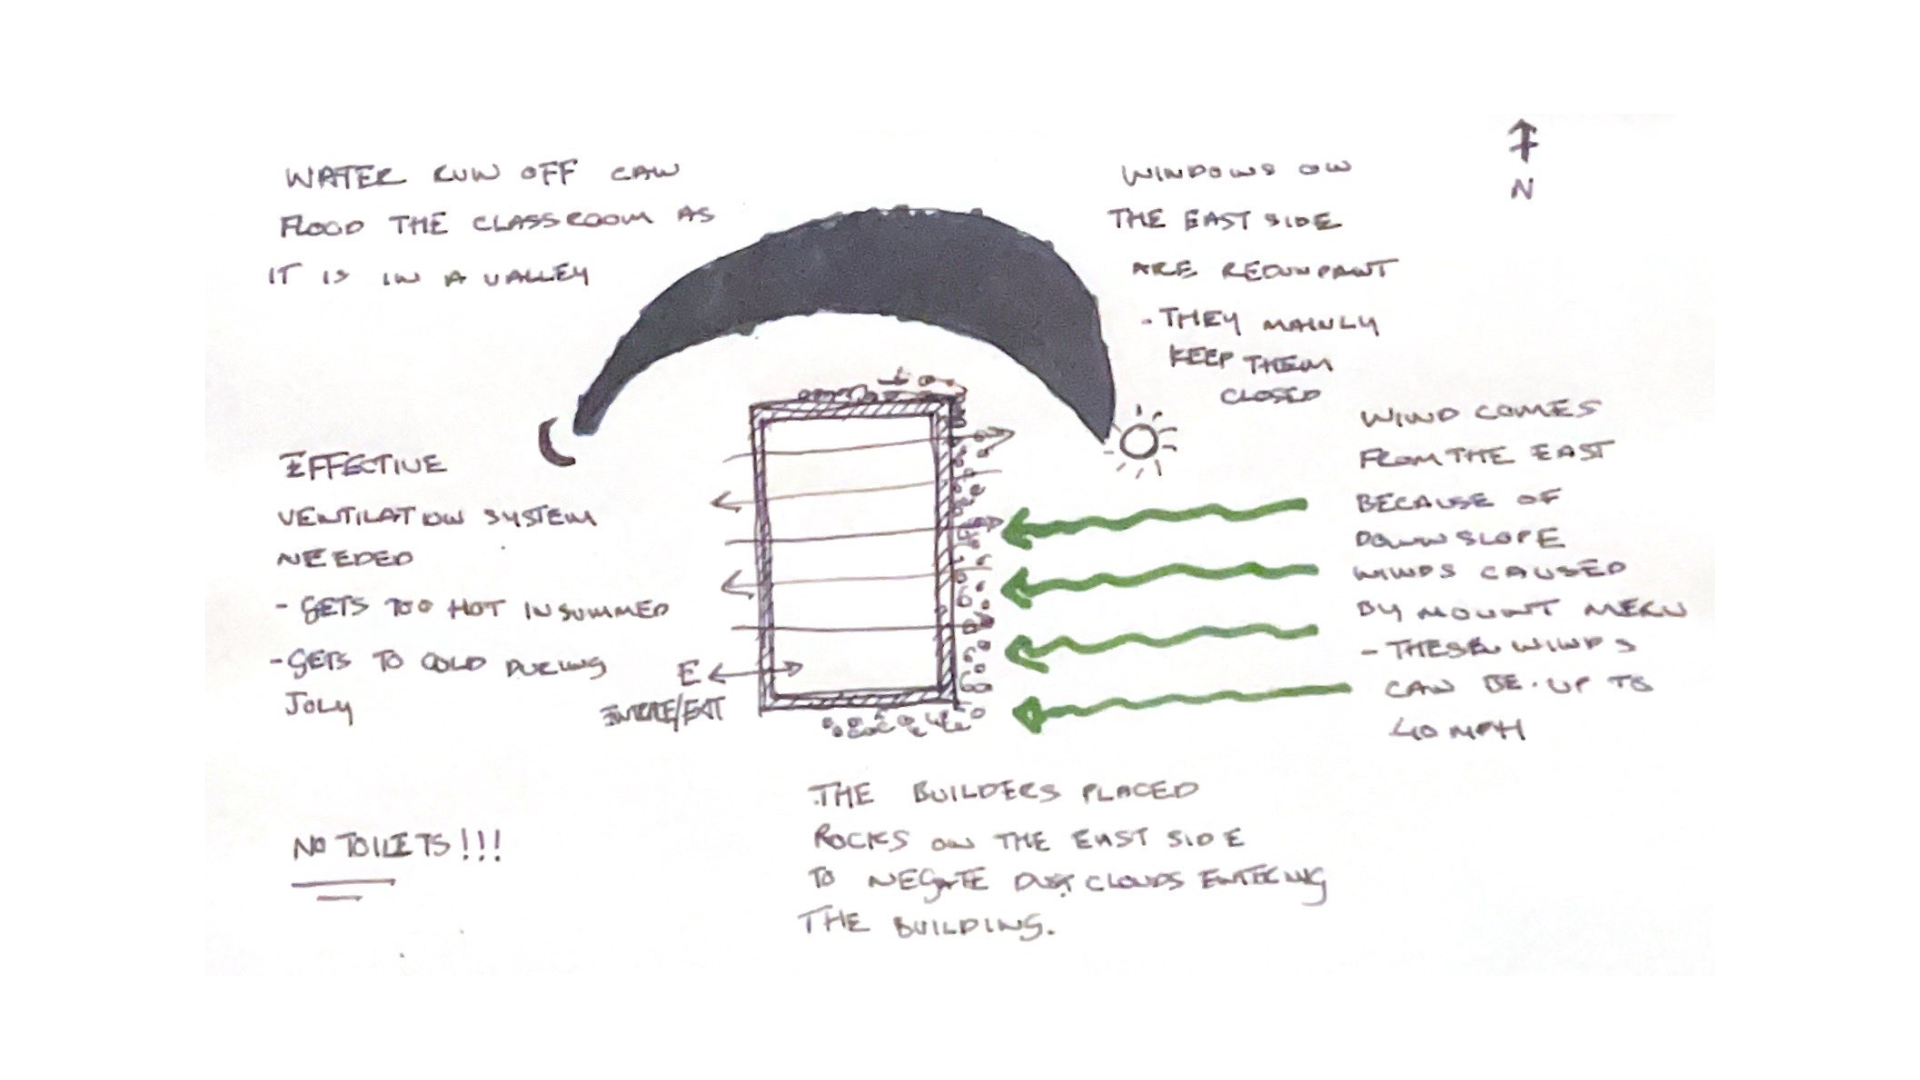 WATER RUN OFF CAN
FLOOD THE CLASSROOM AS
IT IS IN A VALLEY
WINDOWS ON
THE EAST SIDE
ARE REDUNDANT
- THEY MAINLY
KEEP THEM
CLOSED
N
EFFECTIVE
VENTILATION SYSTEM
NEEDED
- GETS TOO HOT IN SUMMER
- GETS TO COLD DURING
JULY
E
ENTRE/EXIT
WIND COMES
FROM THE EAST
BECAUSE OF
DOWNSLOPE
WINDS CAUSED
BY MOUNT MERU
- THESE WINDS
CAN BE UP TO
40 MPH
NO TOILETS!!!
THE BUILDERS PLACED
ROCKS ON THE EAST SIDE
TO NEGATE DUST CLOUDS ENTERING
THE BUILDING.